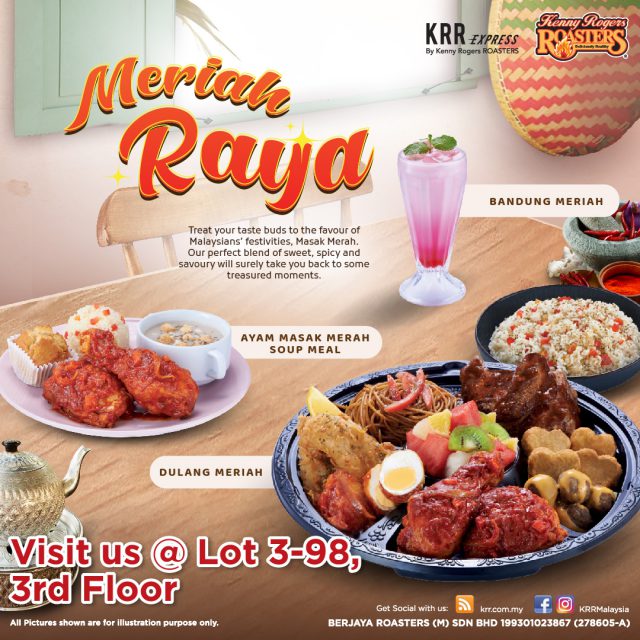 KRR EXPRESS
By Kenny Rogers ROASTERS
Kenny Rogers
ROASTERS
Deliciously Healthy
Meriah
Raya
Treat your taste buds to the favour of
Malaysians' festivities, Masak Merah.
Our perfect blend of sweet, spicy and
savoury will surely take you back to some
treasured moments.
BANDUNG MERIAH
AYAM MASAK MERAH
SOUP MEAL
DULANG MERIAH
Visit us @ Lot 3-98,
3rd Floor
Get Social with us: krr.com.my KRRMalaysia
All Pictures shown are for illustration purpose only.
BERJAYA ROASTERS (M) SDN BHD 199301023867 (278605-A)